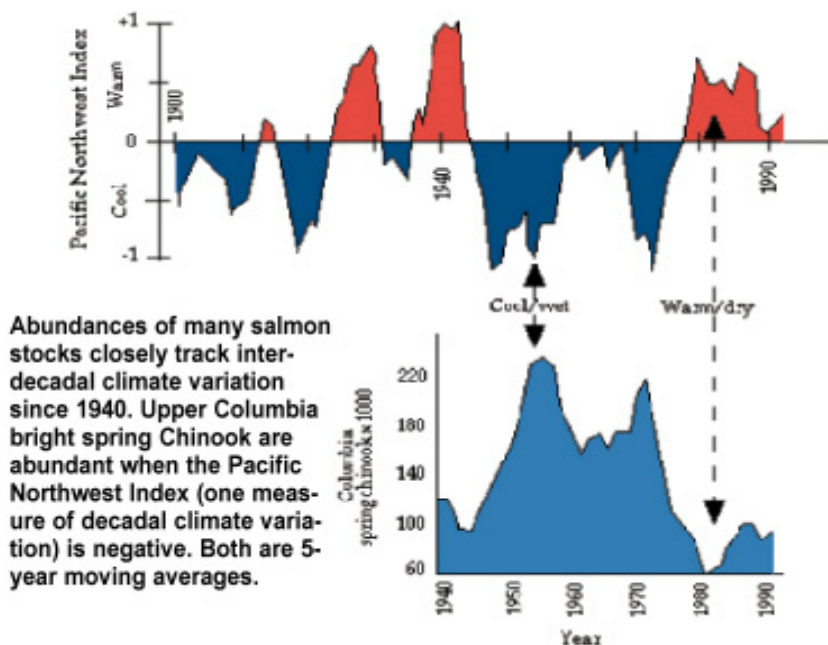 +1
0
-1
Warm
Cool
Pacific Northwest Index
1900
1940
1990
Cool/wet
Warm/dry
Abundances of many salmon
stocks closely track inter-
decadal climate variation
since 1940. Upper Columbia
bright spring Chinook are
abundant when the Pacific
Northwest Index (one meas-
ure of decadal climate varia-
tion) is negative. Both are 5-
year moving averages.
Columbia
spring chinook x 1000
220
180
140
100
60
1940
1950
1960
1970
1980
1990
Year